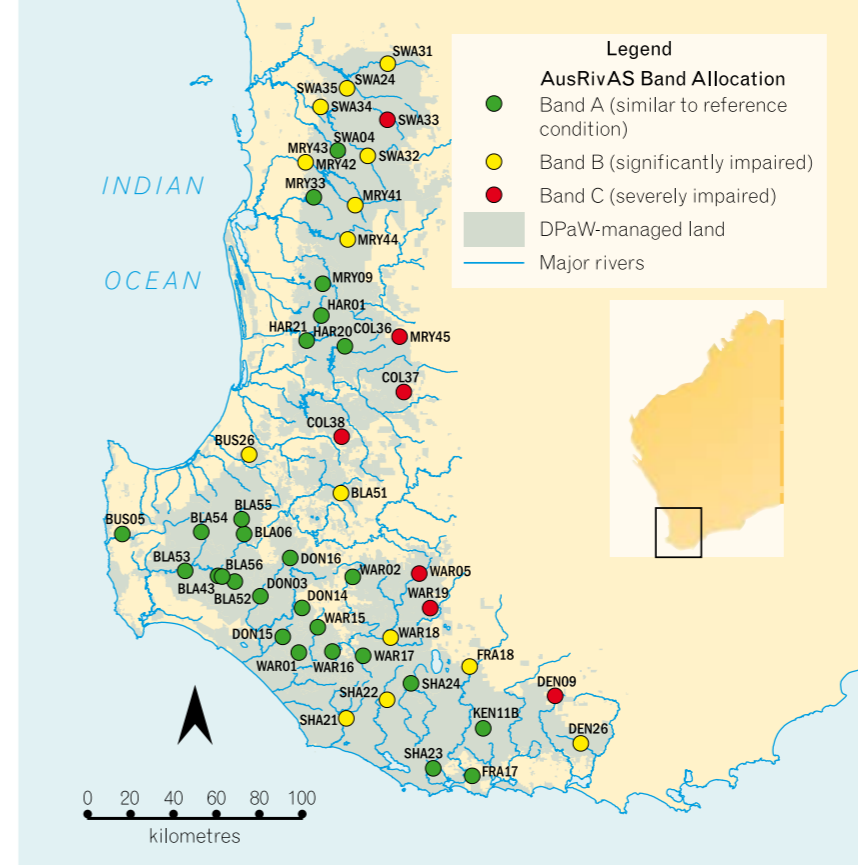 Legend
AusRivAS Band Allocation
Band A (similar to reference
condition)
Band B (significantly impaired)
Band C (severely impaired)
DPaW-managed land
Major rivers
INDIAN
OCEAN
SWA31
SWA24
SWA35
SWA34
SWA33
SWA04
MRY43
SWA32
MRY42
MRY33
MRY41
MRY44
MRY09
HAR01
HAR21
HAR20
COL36
MRY45
COL37
COL38
BUS26
BLA51
BUS05
BLA54
BLA55
BLA06
BLA53
BLA56
DON16
WAR02
WAR05
BLA43
BLA52
DON03
DON14
WAR19
WAR15
DON15
WAR18
WAR01
WAR16
WAR17
FRA18
SHA24
SHA22
DEN09
SHA21
KEN11B
DEN26
SHA23
FRA17
0 20 40 60 80 100
kilometres